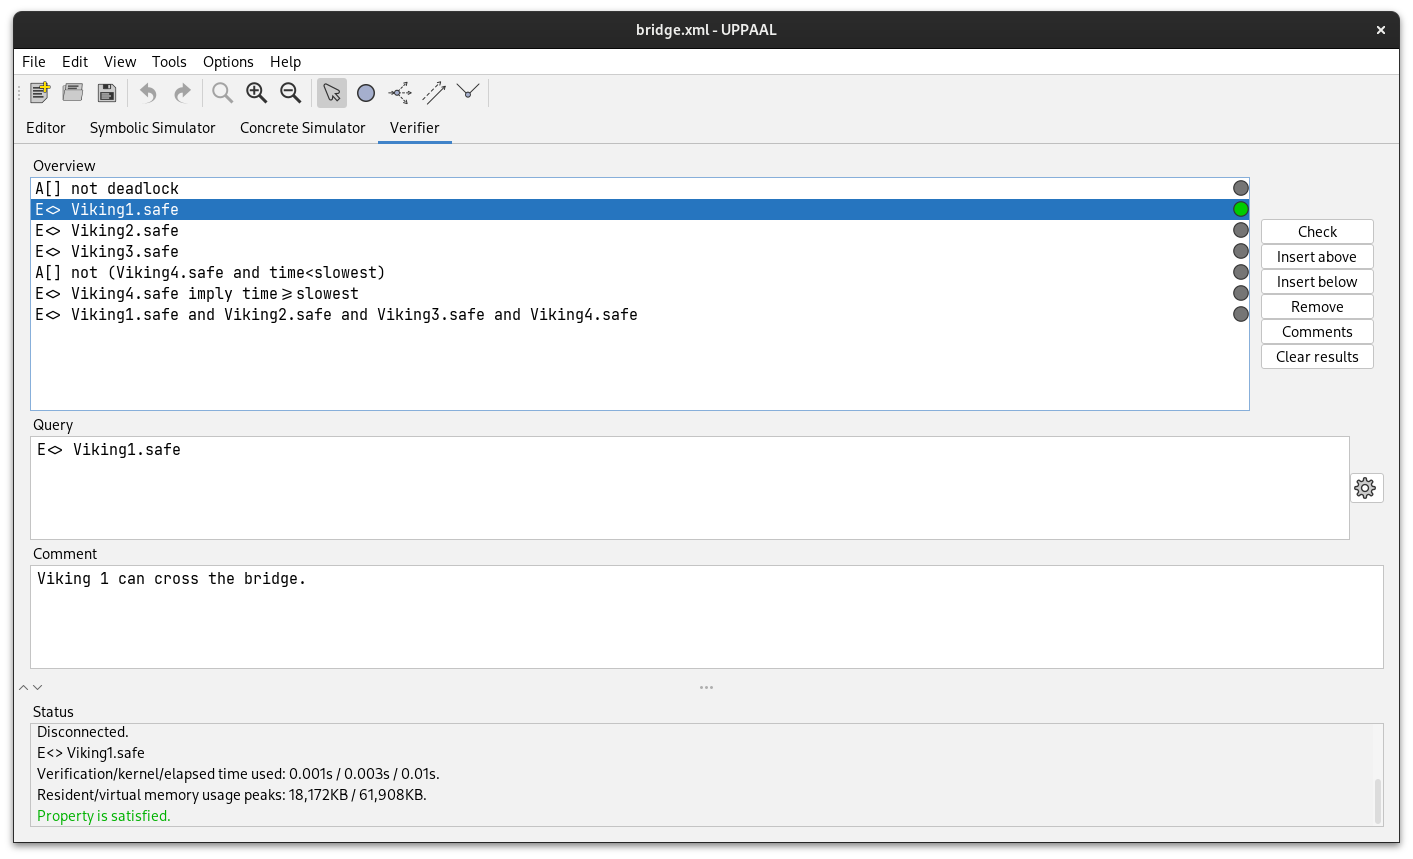 bridge.xml - UPPAAL
File Edit View Tools Options Help
Editor Symbolic Simulator Concrete Simulator Verifier
Overview
A[] not deadlock
E<> Viking1.safe
E<> Viking2.safe
E<> Viking3.safe
A[] not (Viking4.safe and time<slowest)
E<> Viking4.safe imply time>=slowest
E<> Viking1.safe and Viking2.safe and Viking3.safe and Viking4.safe
Check
Insert above
Insert below
Remove
Comments
Clear results
Query
E<> Viking1.safe
Comment
Viking 1 can cross the bridge.
Status
Disconnected.
E<> Viking1.safe
Verification/kernel/elapsed time used: 0.001s / 0.003s / 0.01s.
Resident/virtual memory usage peaks: 18,172KB / 61,908KB.
Property is satisfied.